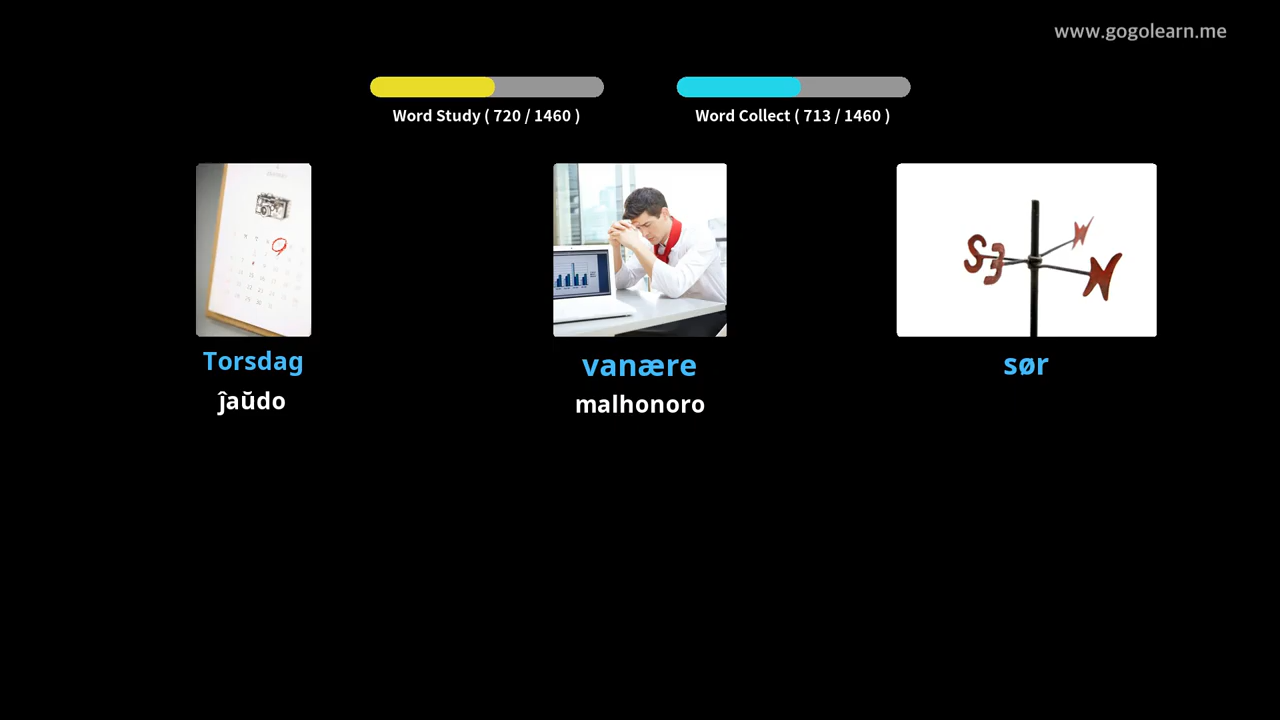 www.gogolearn.me
Word Study ( 720 / 1460 )
Word Collect ( 713 / 1460 )
S
E
N
W
Torsdag
vanære
sør
ĵaŭdo
malhonoro